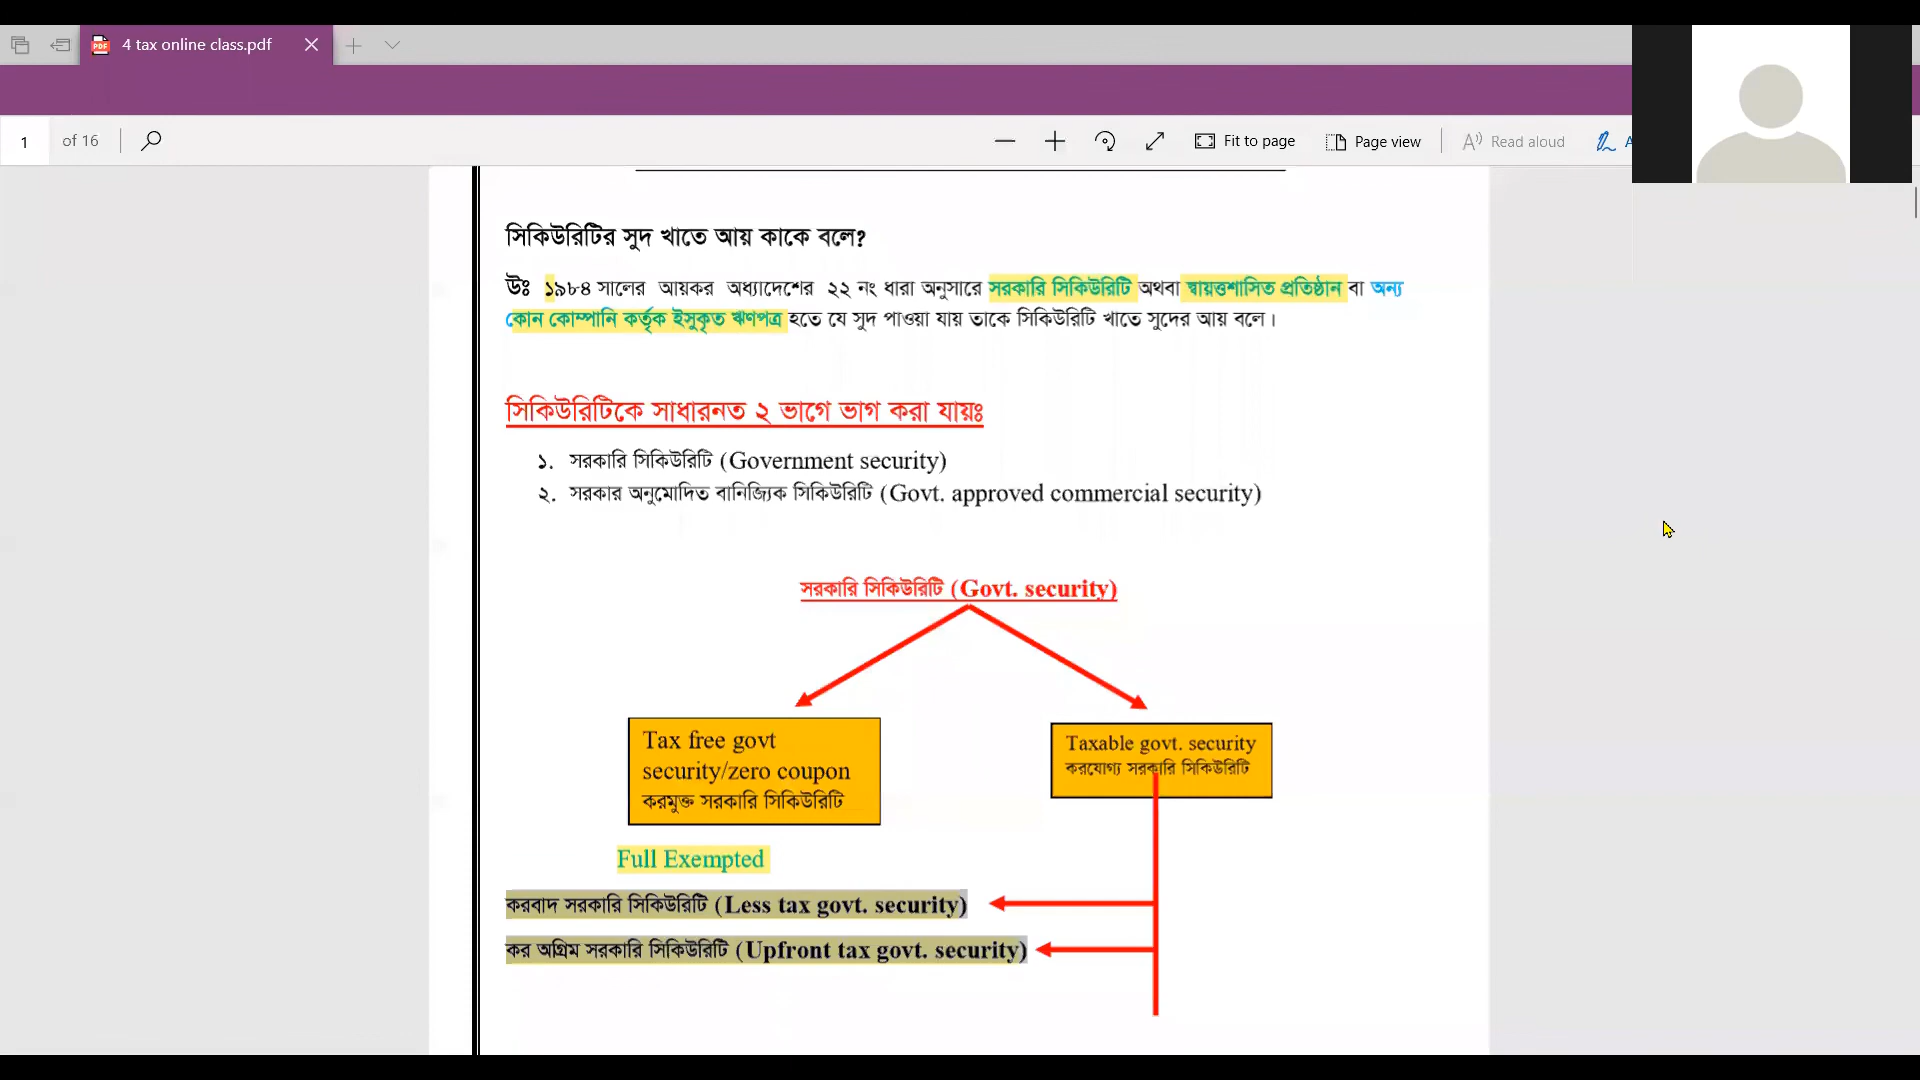 4 tax online class.pdf
1 of 16
Fit to page
Page view
Read aloud
সিকিউরিটির সুদ খাতে আয় কাকে বলে?
উঃ ১৯৮৪ সালের আয়কর অধ্যাদেশের ২২ নং ধারা অনুসারে সরকারি সিকিউরিটি অথবা স্বায়ত্তশাসিত প্রতিষ্ঠান বা অন্য
কোন কোম্পানি কর্তৃক ইসুকৃত ঋণপত্র হতে যে সুদ পাওয়া যায় তাকে সিকিউরিটি খাতে সুদের আয় বলে।
সিকিউরিটিকে সাধারনত ২ ভাগে ভাগ করা যায়ঃ
১. সরকারি সিকিউরিটি (Government security)
২. সরকার অনুমোদিত বানিজ্যিক সিকিউরিটি (Govt. approved commercial security)
সরকারি সিকিউরিটি (Govt. security)
Tax free govt
security/zero coupon
করমুক্ত সরকারি সিকিউরিটি
Taxable govt. security
করযোগ্য সরকারি সিকিউরিটি
Full Exempted
করবাদ সরকারি সিকিউরিটি (Less tax govt. security)
কর অগ্রিম সরকারি সিকিউরিটি (Upfront tax govt. security)